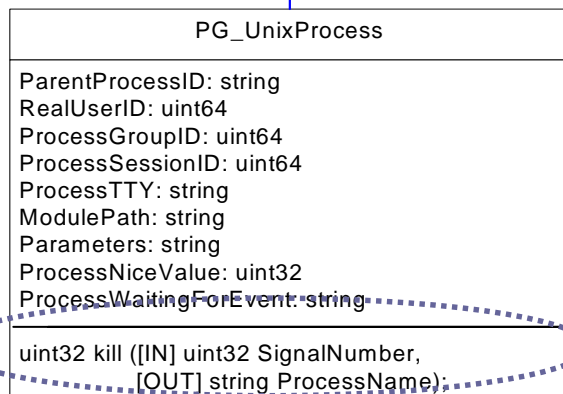 PG_UnixProcess
ParentProcessID: string
RealUserID: uint64
ProcessGroupID: uint64
ProcessSessionID: uint64
ProcessTTY: string
ModulePath: string
Parameters: string
ProcessNiceValue: uint32
ProcessWaitingForEvent: string
uint32 kill ([IN] uint32 SignalNumber,
[OUT] string ProcessName);